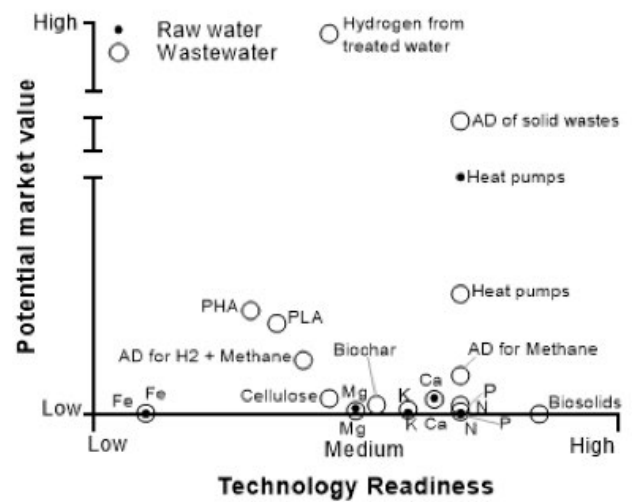 High
Raw water
Wastewater
Hydrogen from
treated water
AD of solid wastes
Heat pumps
Potential market value
Heat pumps
PHA
PLA
AD for H2 + Methane
Biochar
AD for Methane
Cellulose
Mg
K
Ca
P
N
Fe
Fe
Biosolids
Low
Mg
K
Ca
N
P
Low
Medium
High
Technology Readiness